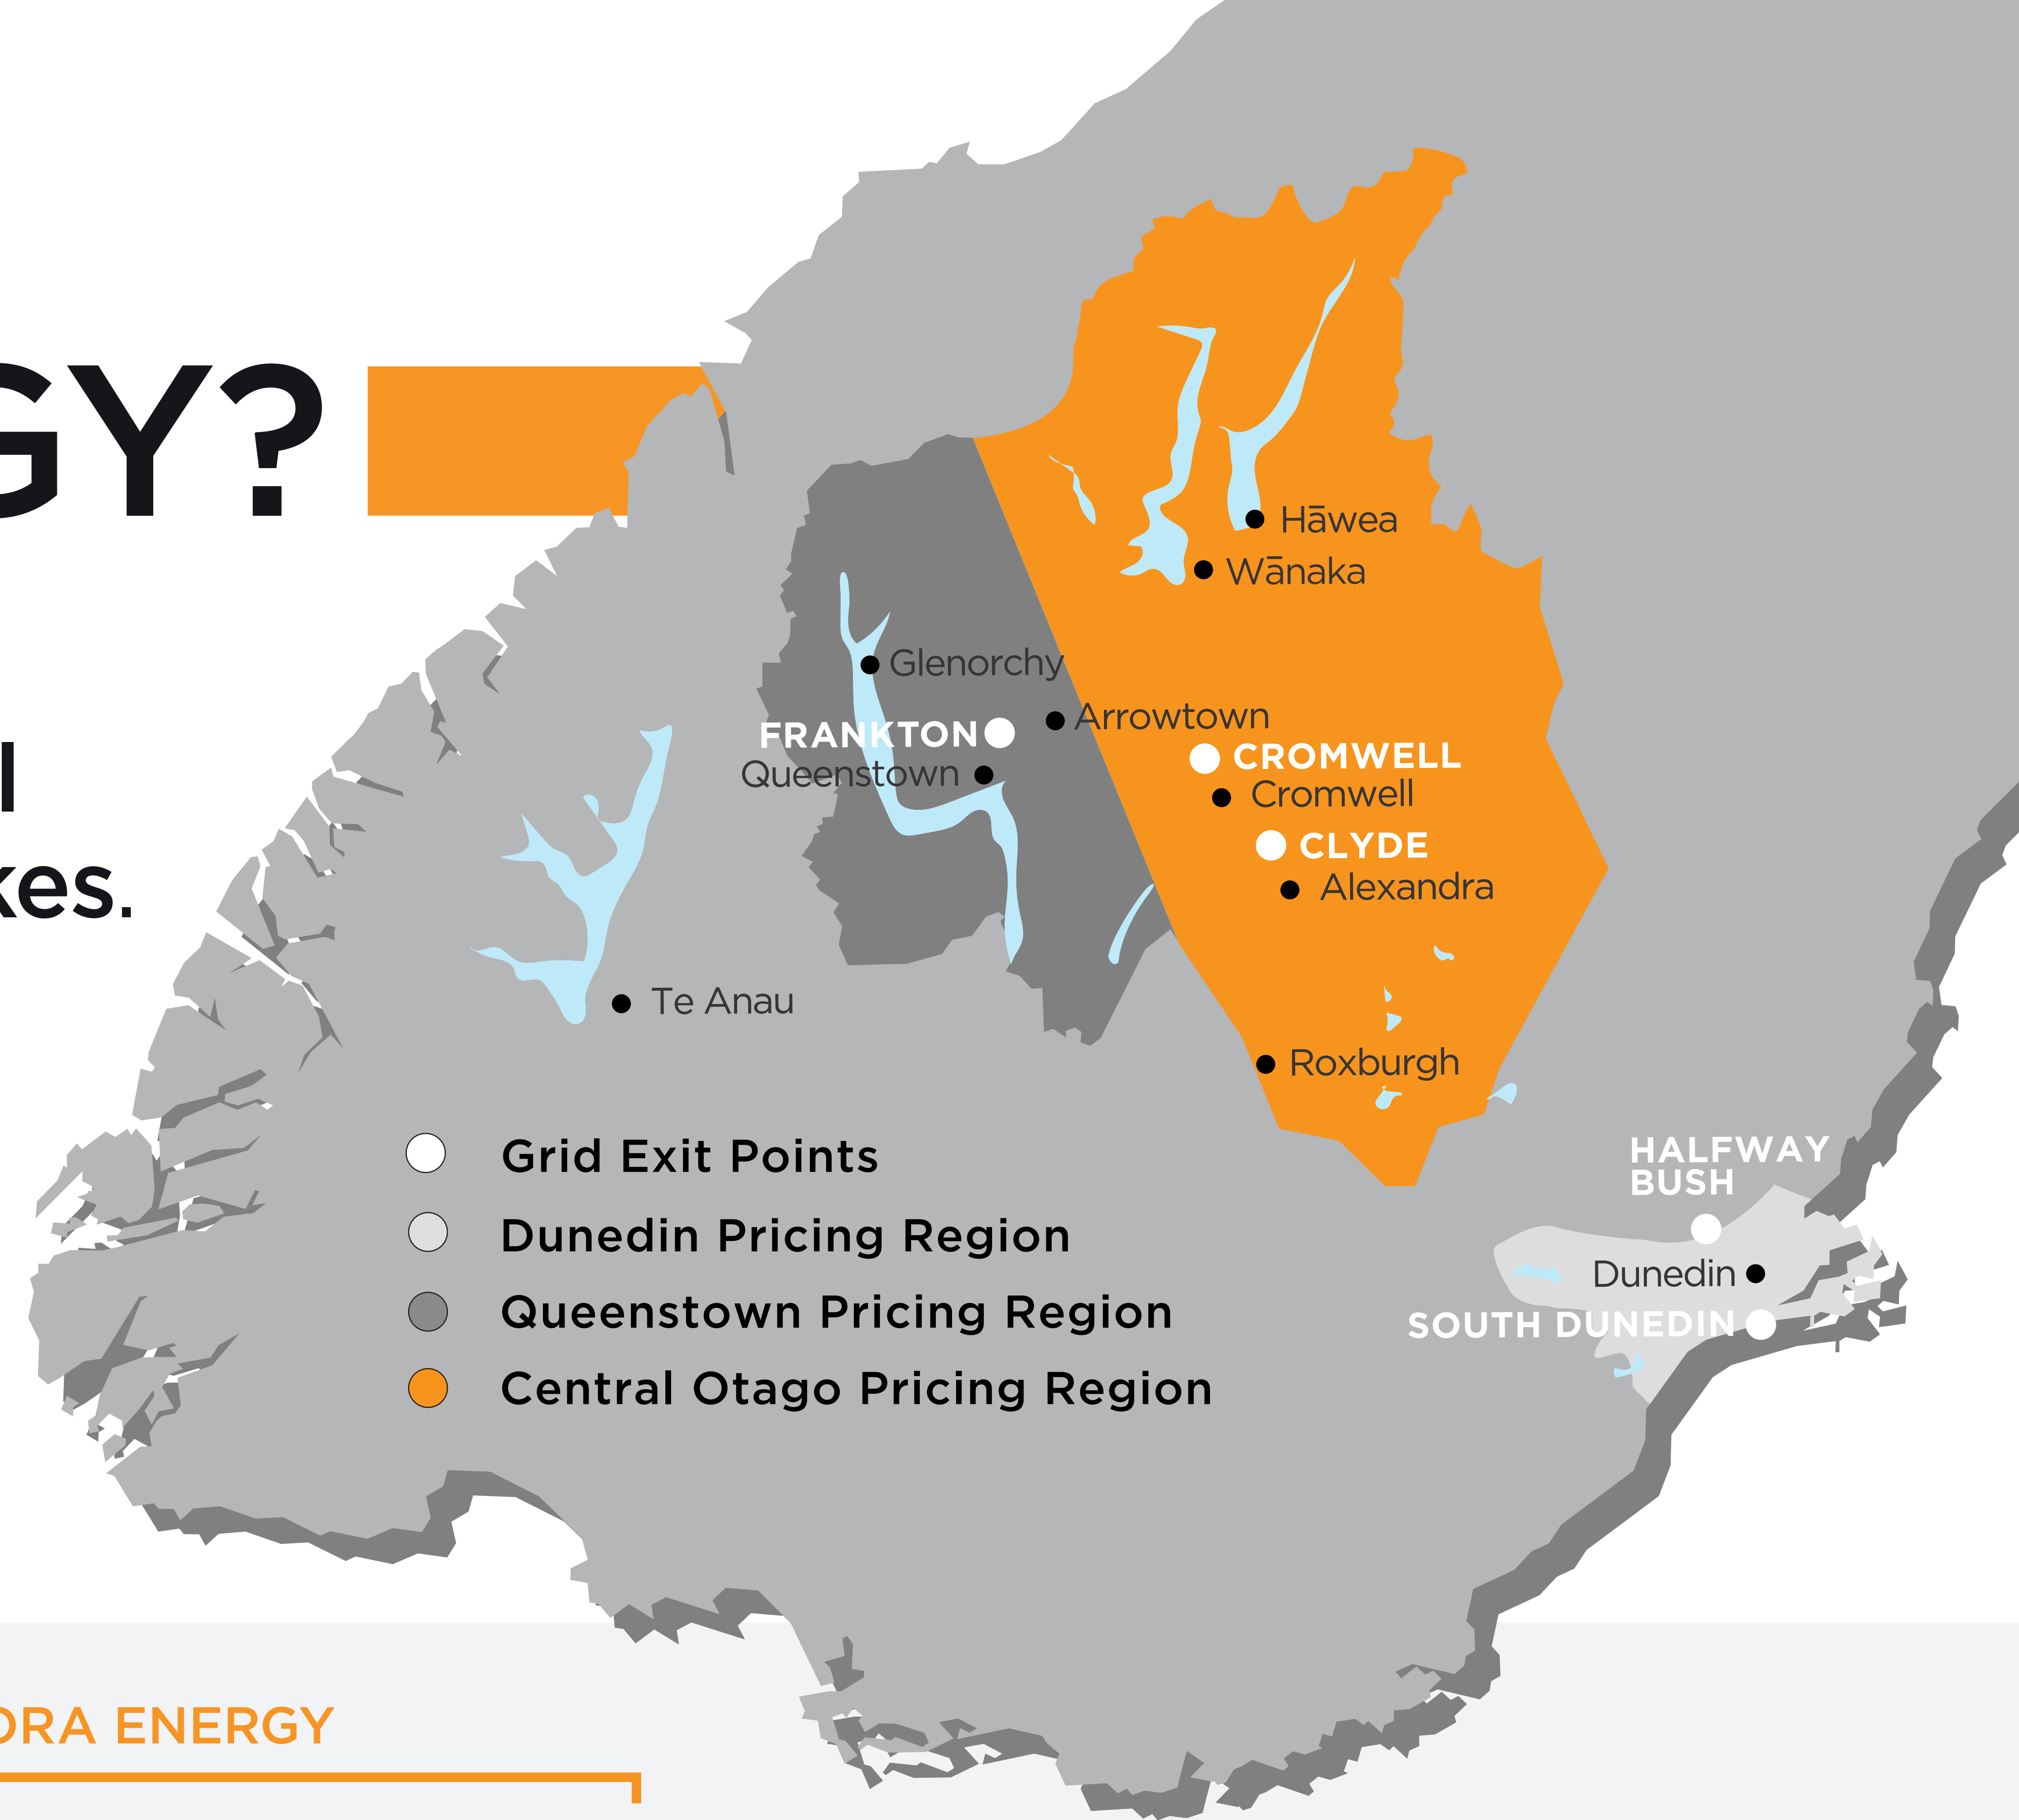 GY?
Hāwea
Wānaka
Glenorchy
Arrowtown
FRANKTON
CROMWELL
Queenstown
Cromwell
CLYDE
Alexandra
kes.
Te Anau
Roxburgh
Grid Exit Points
Dunedin Pricing Region
Queenstown Pricing Region
Central Otago Pricing Region
HALFWAY
BUSH
Dunedin
SOUTH DUNEDIN
ORA ENERGY